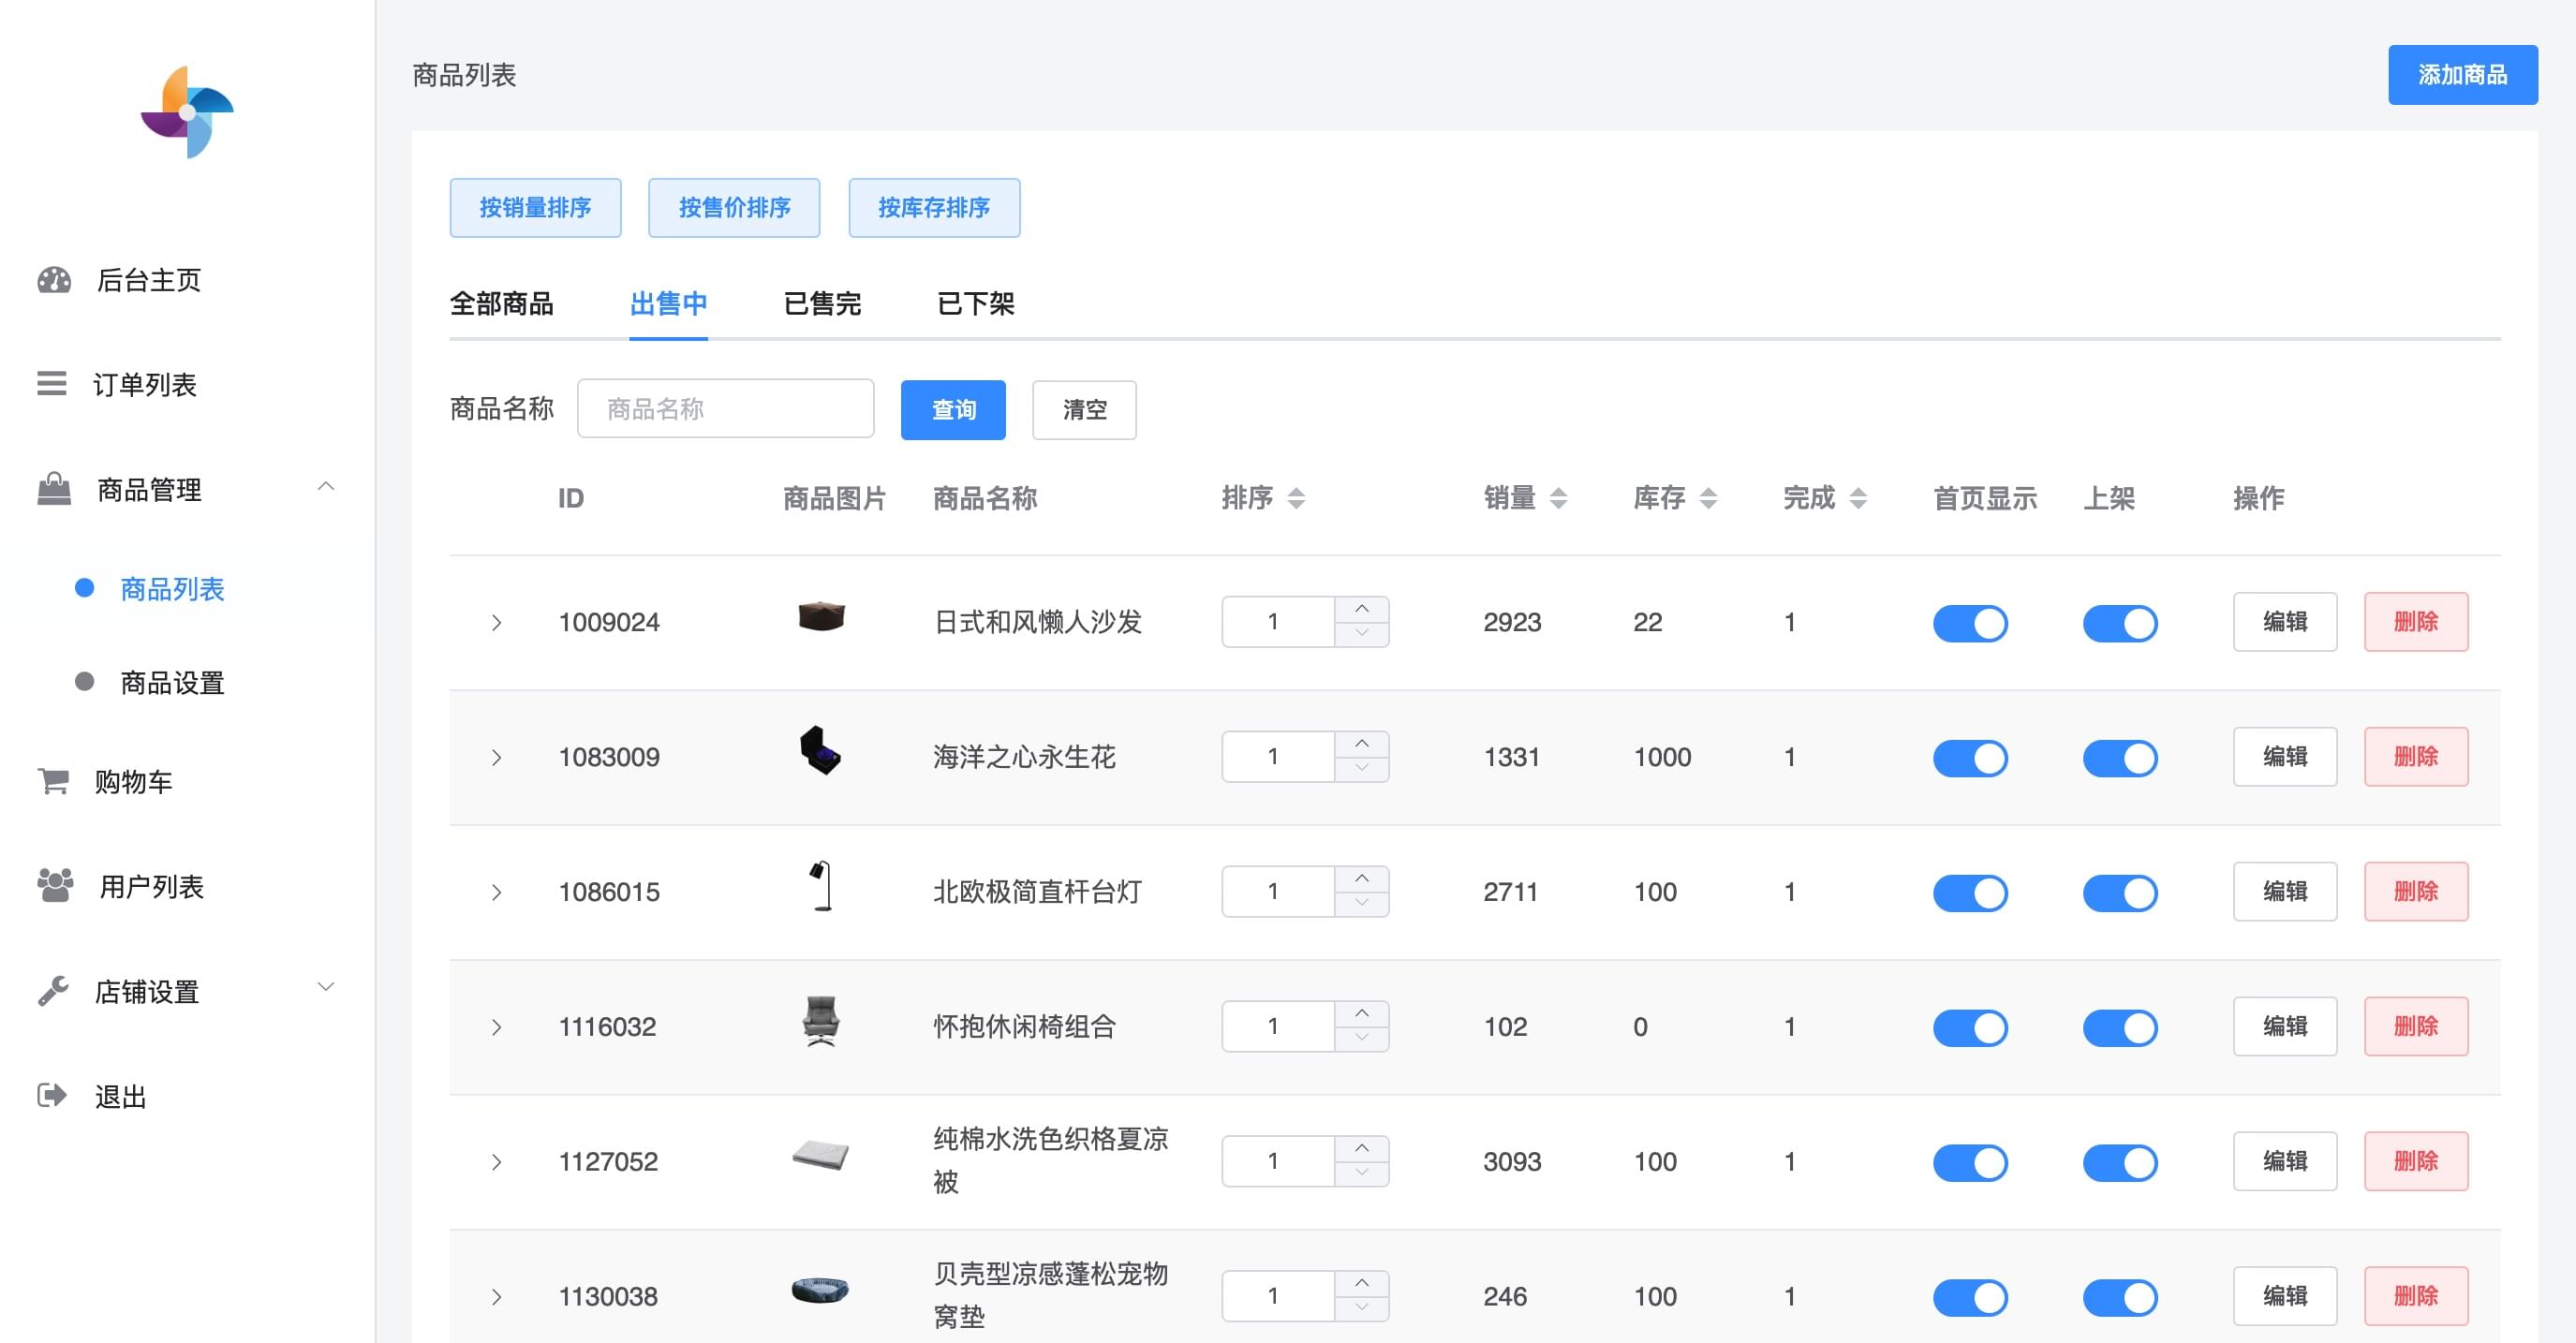 商品列表
添加商品
后台主页
订单列表
商品管理
商品列表
商品设置
购物车
用户列表
店铺设置
退出
按销量排序 按售价排序 按库存排序
全部商品 出售中 已售完 已下架
商品名称 商品名称 查询 清空
ID 商品图片 商品名称 排序 销量 库存 完成 首页显示 上架 操作
1009024 日式和风懒人沙发 1 2923 22 1 编辑 删除
1083009 海洋之心永生花 1 1331 1000 1 编辑 删除
1086015 北欧极简直杆台灯 1 2711 100 1 编辑 删除
1116032 怀抱休闲椅组合 1 102 0 1 编辑 删除
1127052 纯棉水洗色织格夏凉 1 3093 100 1 编辑 删除
被
1130038 贝壳型凉感蓬松宠物 1 246 100 1 编辑 删除
窝垫